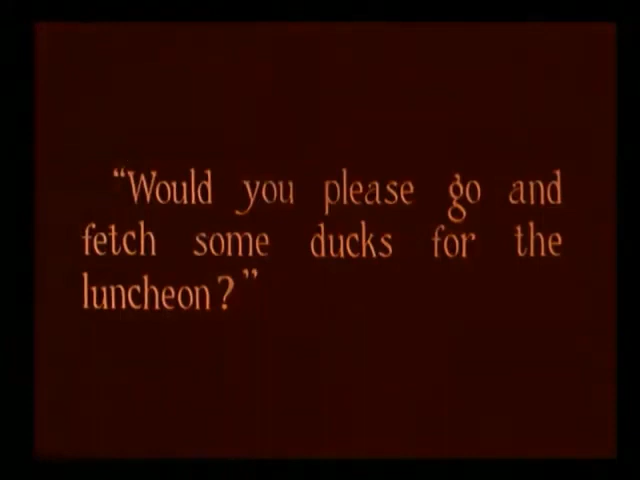 “Would you please go and
fetch some ducks for the
luncheon?”